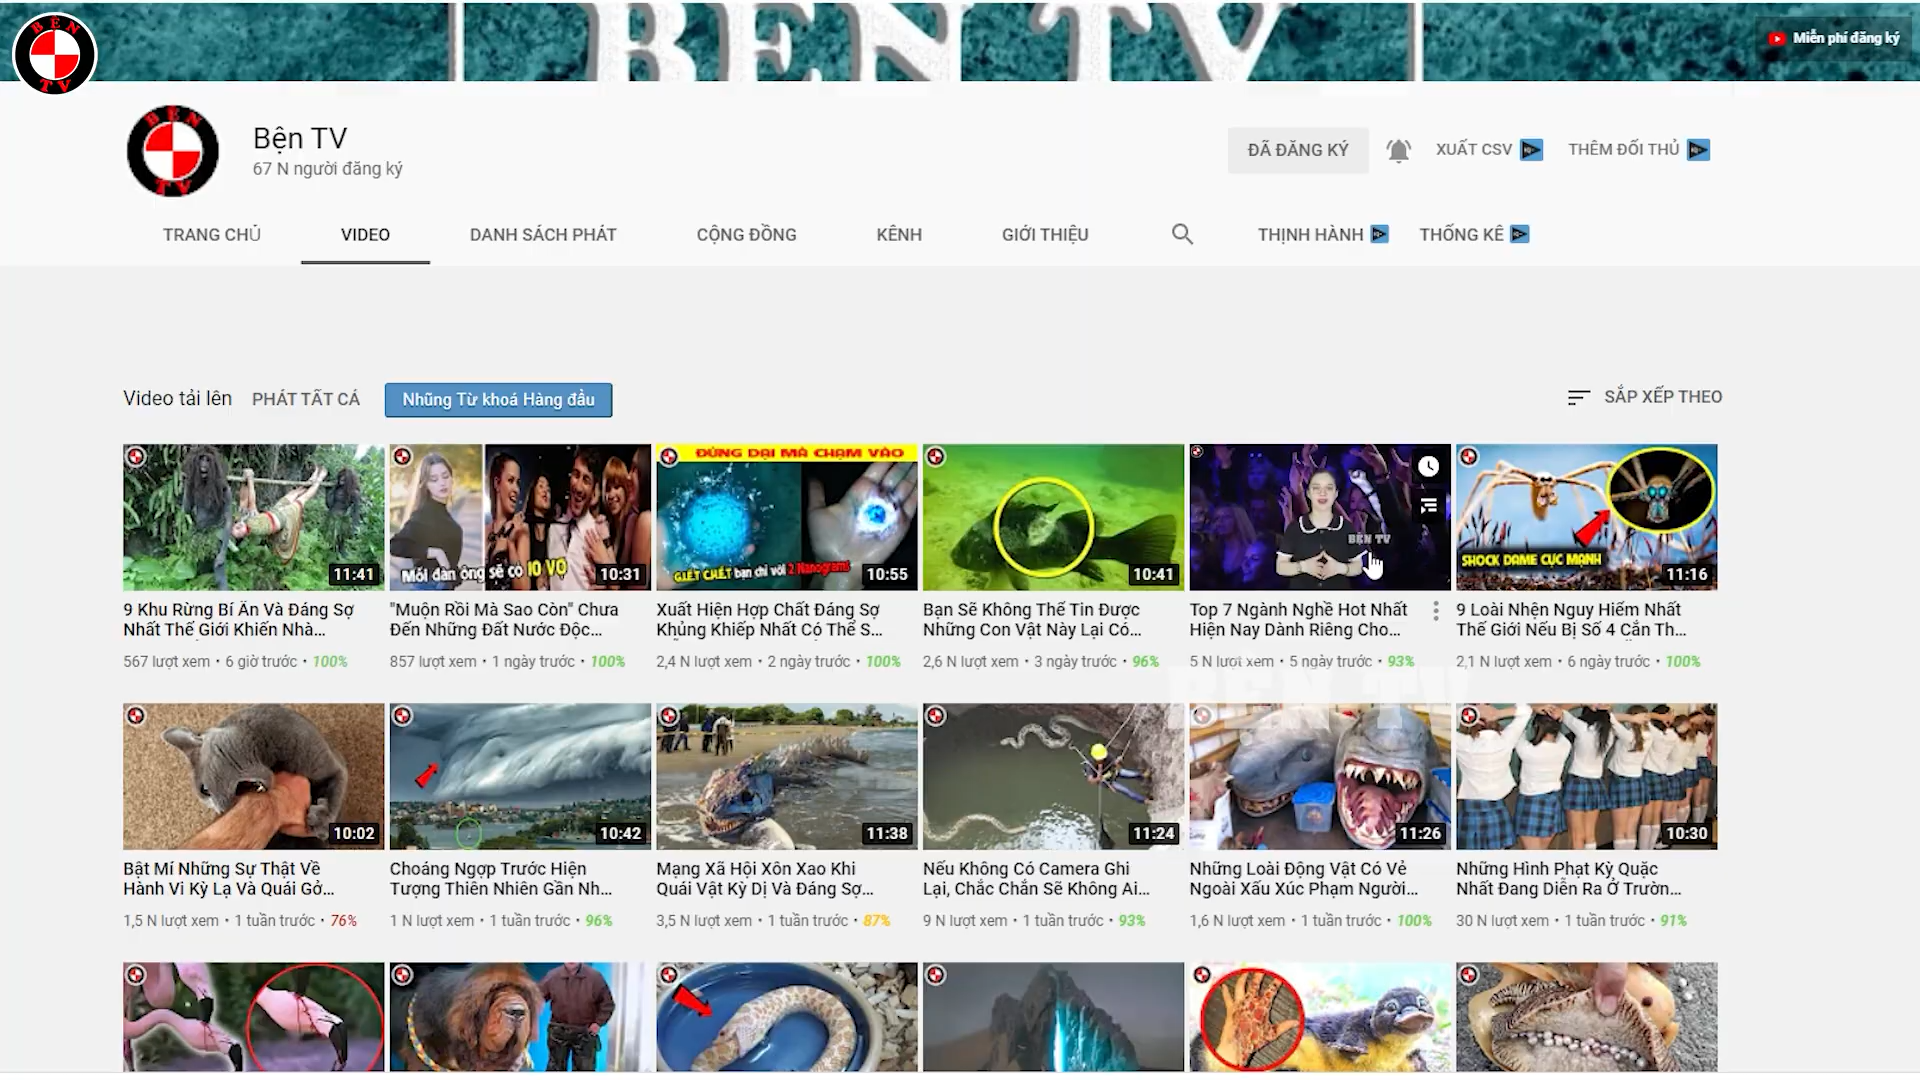 BEN TV
BÊN
TV
Miễn phí đăng ký
BÊN
TV
Bện TV
67 N người đăng ký
ĐÃ ĐĂNG KÝ
XUẤT CSV
THÊM ĐỐI THỦ
TRANG CHỦ
VIDEO
DANH SÁCH PHÁT
CỘNG ĐỒNG
KÊNH
GIỚI THIỆU
THỊNH HÀNH
THỐNG KÊ
Video tải lên
PHÁT TẤT CẢ
Những Từ khoá Hàng đầu
SẮP XẾP THEO
11:41
Mỗi đàn ông sẽ có 10 VỢ
10:31
ĐỪNG DẠI MÀ CHẠM VÀO
GIẾT CHẾT bạn chỉ với 2 Nanograms
10:55
10:41
BỆN TV
SHOCK DAME CỰC MẠNH
11:16
9 Khu Rừng Bí Ẩn Và Đáng Sợ
Nhất Thế Giới Khiến Nhà...
567 lượt xem • 6 giờ trước • 100%
"Muộn Rồi Mà Sao Còn" Chưa
Đến Những Đất Nước Độc...
857 lượt xem • 1 ngày trước • 100%
Xuất Hiện Hợp Chất Đáng Sợ
Khủng Khiếp Nhất Có Thể S...
2,4 N lượt xem • 2 ngày trước • 100%
Bạn Sẽ Không Thể Tin Được
Những Con Vật Này Lại Có...
2,6 N lượt xem • 3 ngày trước • 96%
Top 7 Ngành Nghề Hot Nhất
Hiện Nay Dành Riêng Cho...
5 N lượt xem • 5 ngày trước • 93%
9 Loài Nhện Nguy Hiểm Nhất
Thế Giới Nếu Bị Số 4 Cắn Th...
2,1 N lượt xem • 6 ngày trước • 100%
BỆN TV
10:02
10:42
11:38
11:24
11:26
10:30
Bật Mí Những Sự Thật Về
Hành Vi Kỳ Lạ Và Quái Gở...
1,5 N lượt xem • 1 tuần trước • 76%
Choáng Ngợp Trước Hiện
Tượng Thiên Nhiên Gần Nh...
1 N lượt xem • 1 tuần trước • 96%
Mạng Xã Hội Xôn Xao Khi
Quái Vật Kỳ Dị Và Đáng Sợ...
3,5 N lượt xem • 1 tuần trước • 87%
Nếu Không Có Camera Ghi
Lại, Chắc Chắn Sẽ Không Ai...
9 N lượt xem • 1 tuần trước • 93%
Những Loài Động Vật Có Vẻ
Ngoài Xấu Xúc Phạm Người...
1,6 N lượt xem • 1 tuần trước • 100%
Những Hình Phạt Kỳ Quặc
Nhất Đang Diễn Ra Ở Trườn...
30 N lượt xem • 1 tuần trước • 91%